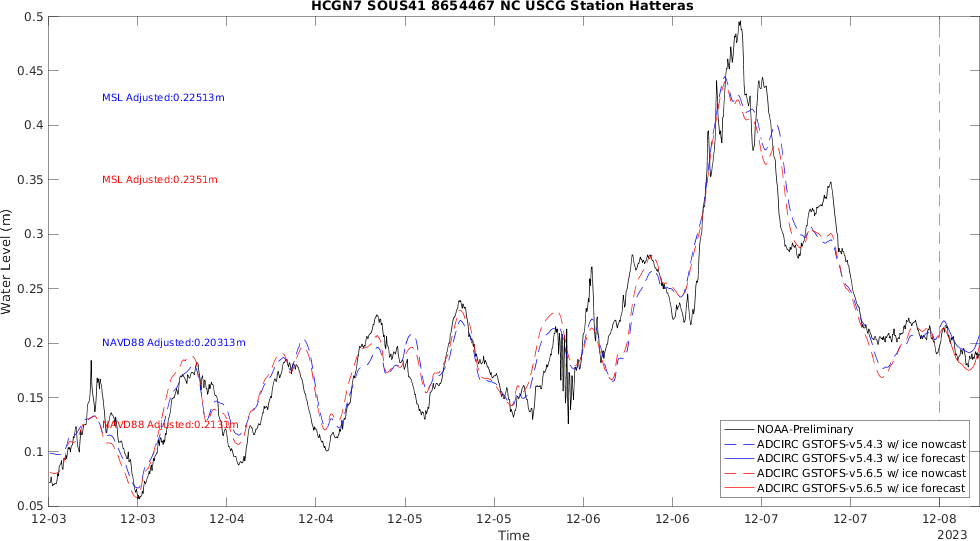 HCGN7 SOUS41 8654467 NC USCG Station Hatteras
0.5
0.45
0.4
0.35
0.3
0.25
0.2
0.15
0.1
0.05
Water Level (m)
MSL Adjusted:0.22513m
MSL Adjusted:0.2351m
NAVD88 Adjusted:0.20313m
NAVD88 Adjusted:0.2131m
NOAA-Preliminary
ADCIRC GSTOFS-v5.4.3 w/ ice nowcast
ADCIRC GSTOFS-v5.4.3 w/ ice forecast
ADCIRC GSTOFS-v5.6.5 w/ ice nowcast
ADCIRC GSTOFS-v5.6.5 w/ ice forecast
12-03 12-03 12-04 12-04 12-05 12-05 12-06 12-06 12-07 12-07 12-08
2023
Time